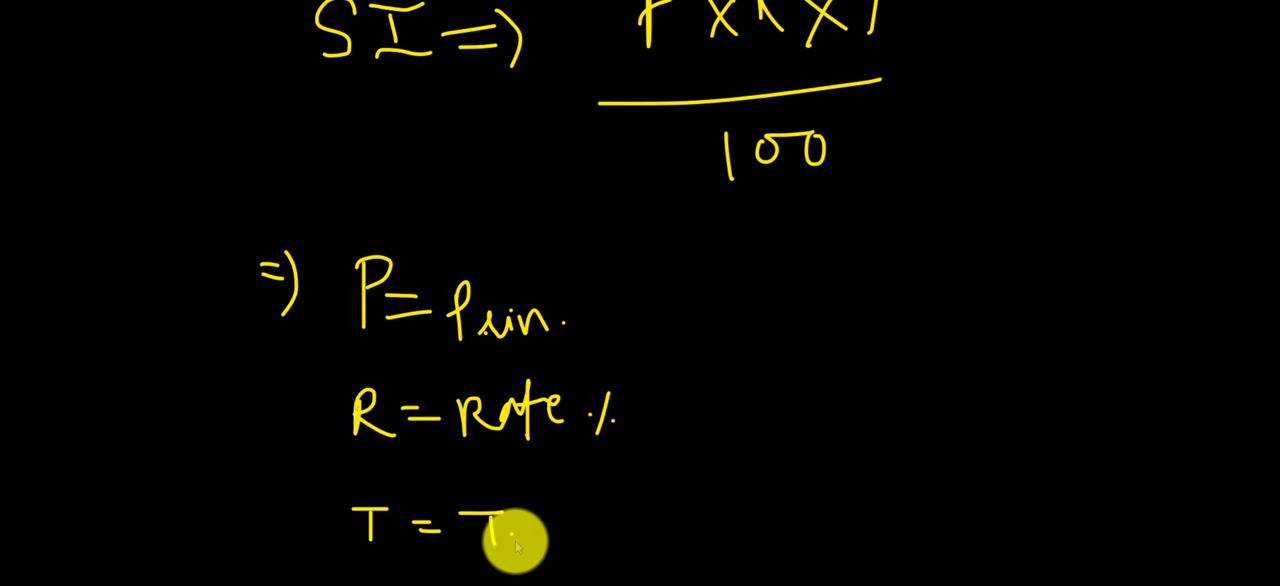 SI => P x R x T
100
=) P = Prin.
R = Rate %
T = T